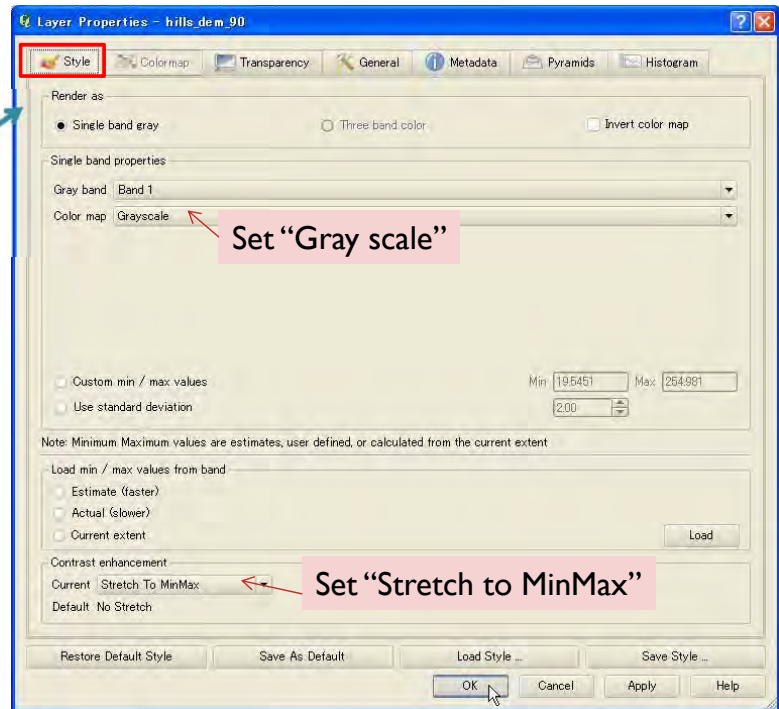 Layer Properties - hills_dem_90
Style Colormap Transparency General Metadata Pyramids Histogram
Render as
Single band gray Three band color Invert color map
Single band properties
Gray band Band 1
Color map Grayscale
Set “Gray scale”
Custom min / max values Min 19.5451 Max 254.981
Use standard deviation 2.00
Note: Minimum Maximum values are estimates, user defined, or calculated from the current extent
Load min / max values from band
Estimate (faster)
Actual (slower)
Current extent Load
Contrast enhancement
Current Stretch To MinMax
Set “Stretch to MinMax”
Default No Stretch
Restore Default Style Save As Default Load Style ... Save Style ...
OK Cancel Apply Help